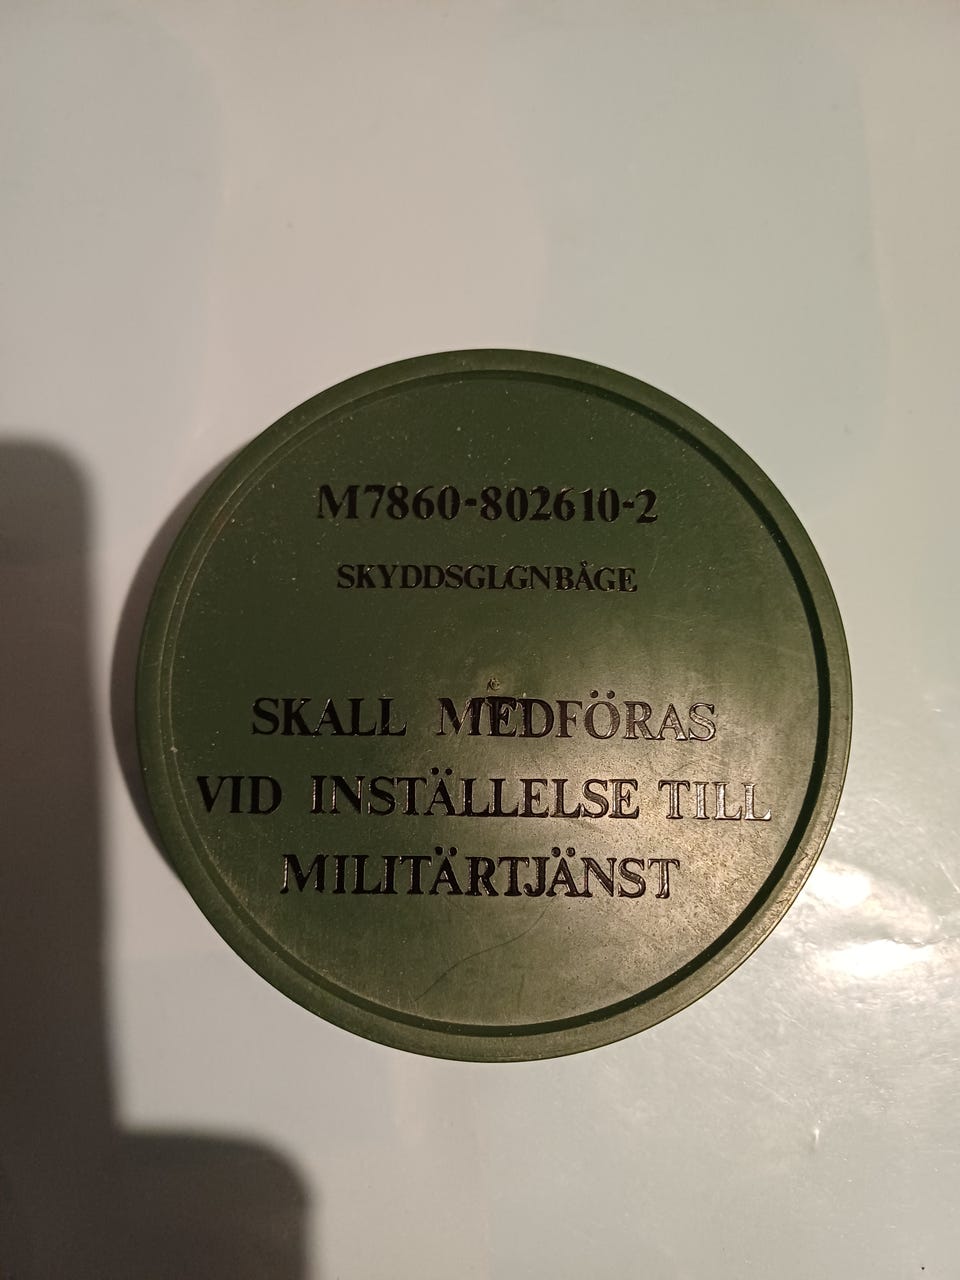 M7860-802610-2
SKYDDSGLGNBÅGE
SKALL MEDFÖRAS
VID INSTÄLLELSE TILL
MILITÄRTJÄNST